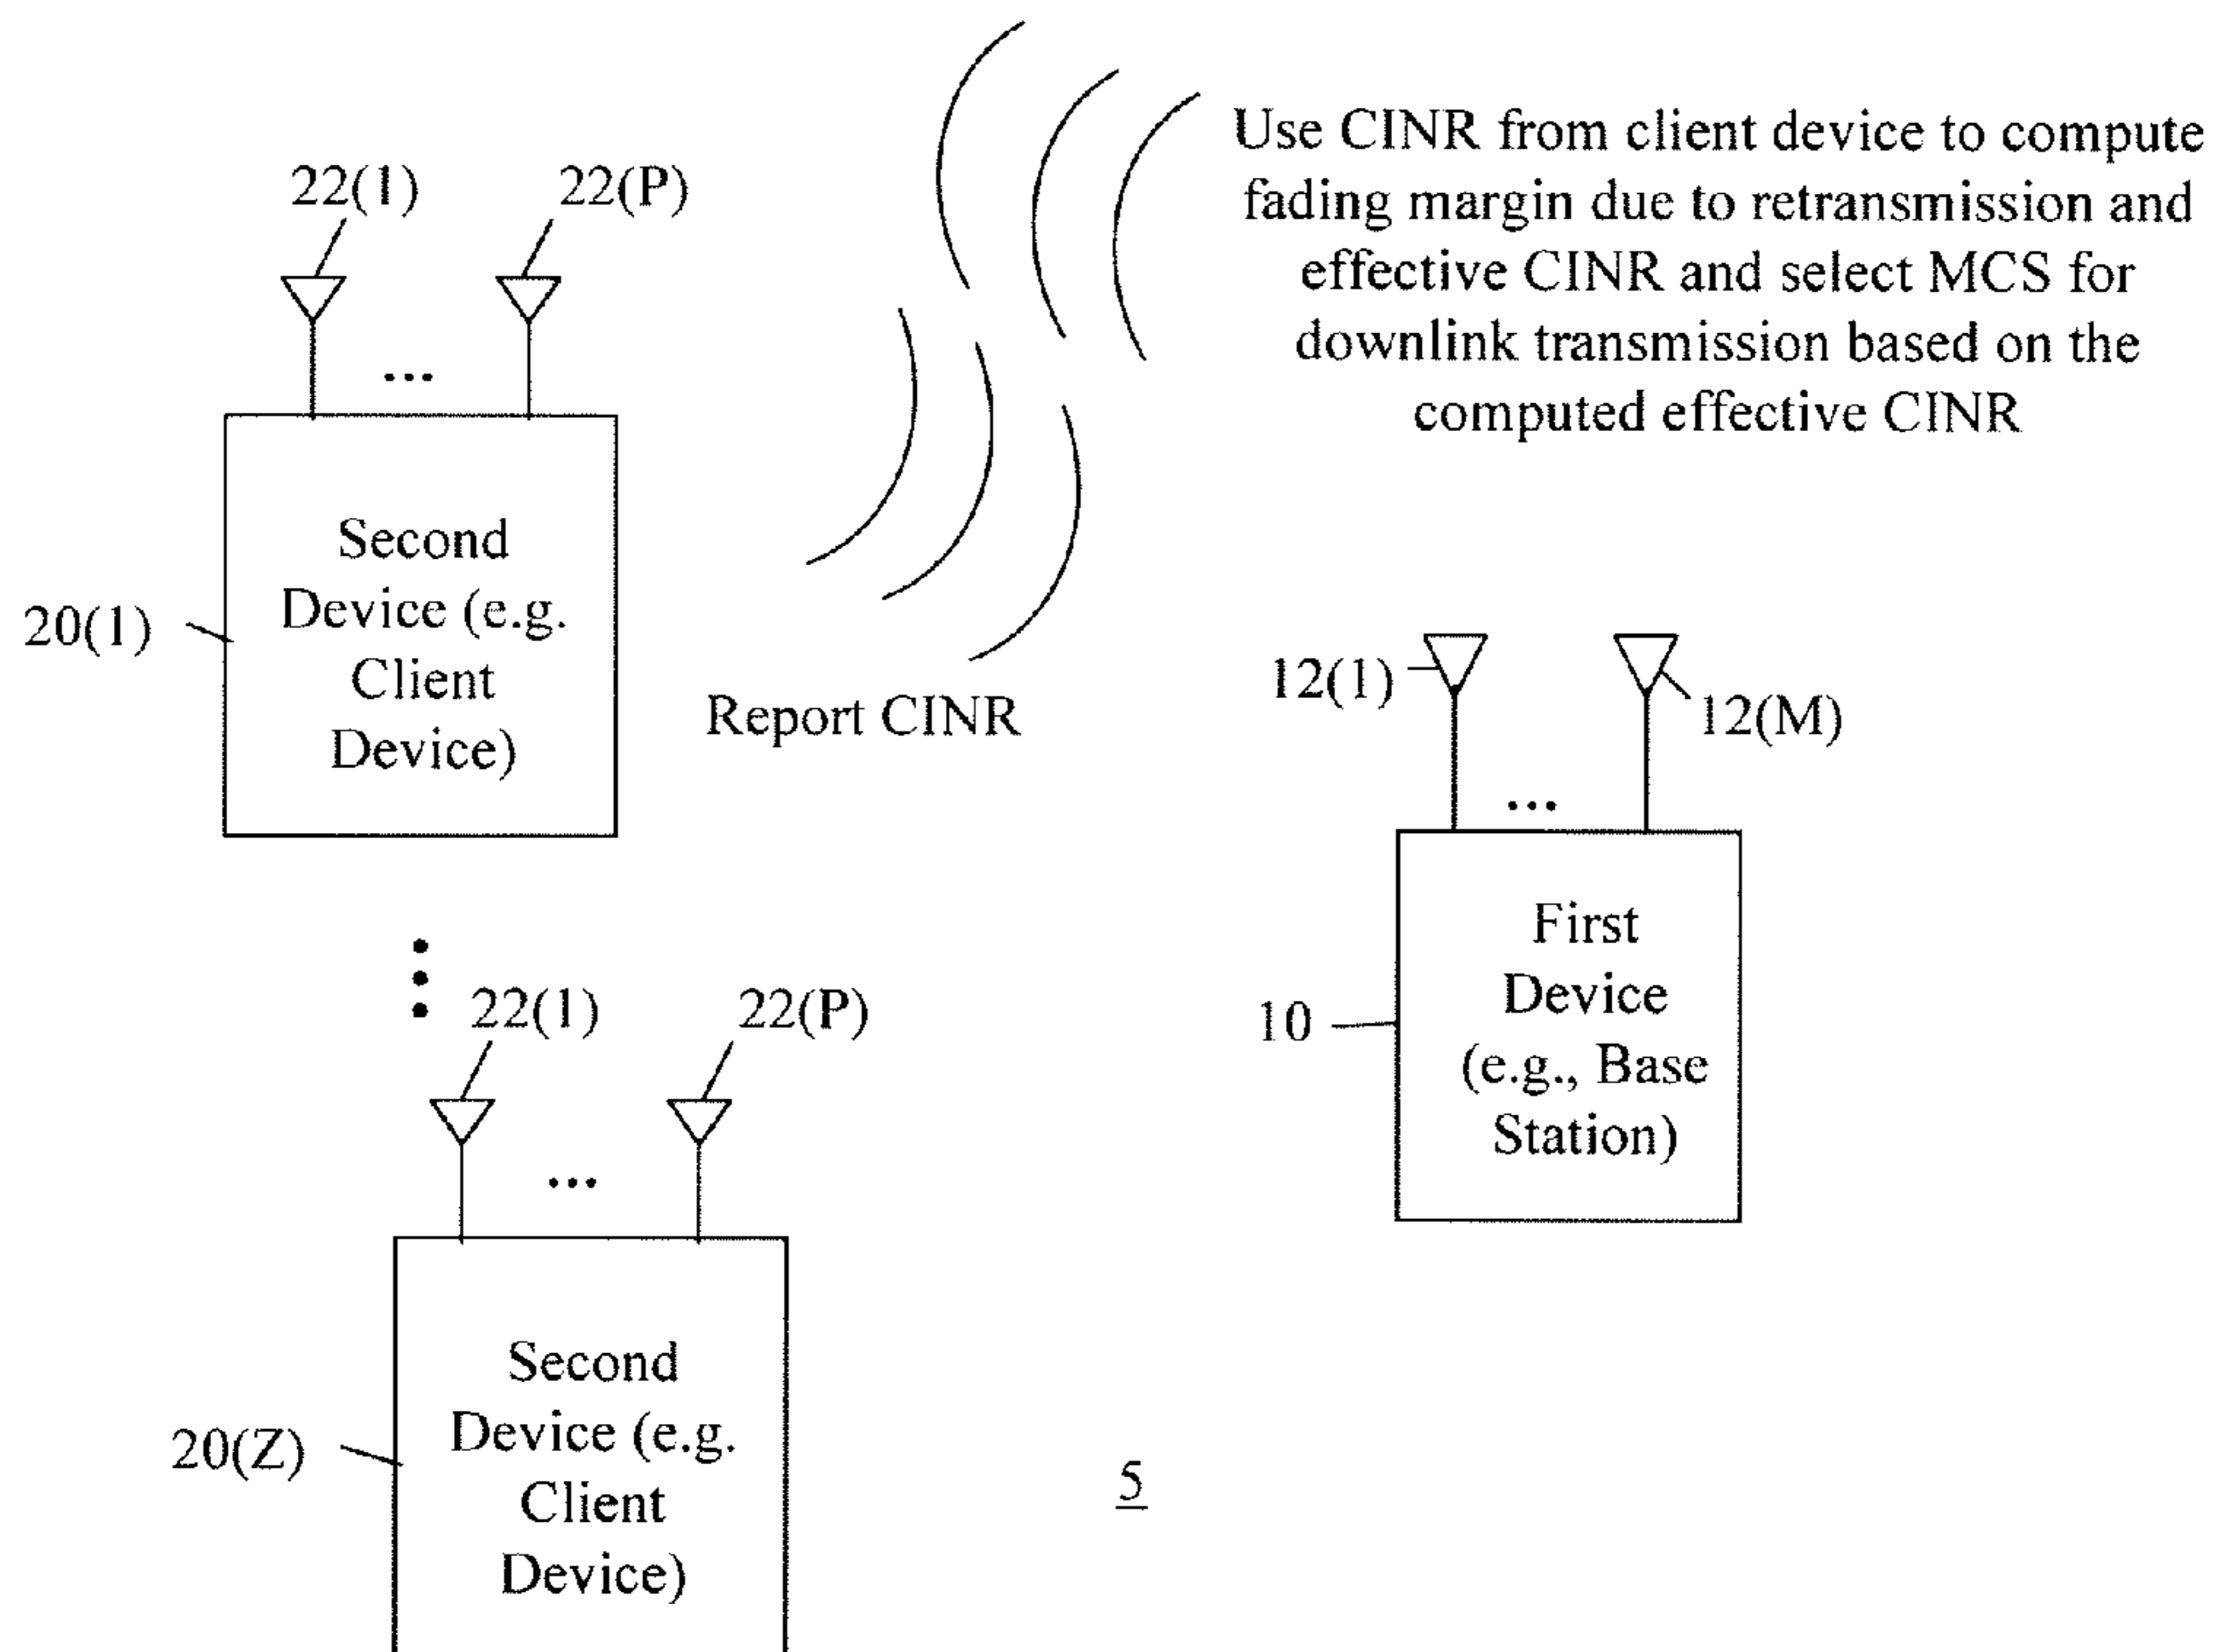 Use CINR from client device to compute
fading margin due to retransmission and
effective CINR and select MCS for
downlink transmission based on the
computed effective CINR
22(1)
22(P)
...
Second
Device (e.g.
Client
Device)
20(1)
Report CINR
12(1)
12(M)
...
First
Device
(e.g., Base
Station)
10
22(1)
22(P)
...
Second
Device (e.g.
Client
Device)
20(Z)
5